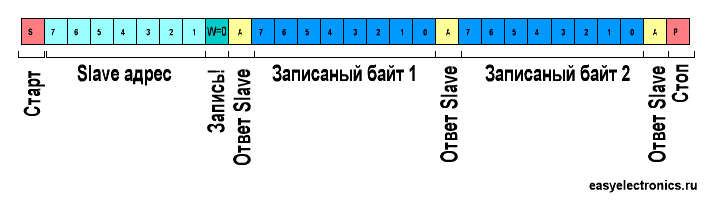 S 7 6 5 4 3 2 1 W=0 A 7 6 5 4 3 2 1 0 A 7 6 5 4 3 2 1 0 A P
Старт
Slave адрес
Запись!
Ответ Slave
Записаный байт 1
Ответ Slave
Записаный байт 2
Ответ Slave
Стоп
easyelectronics.ru